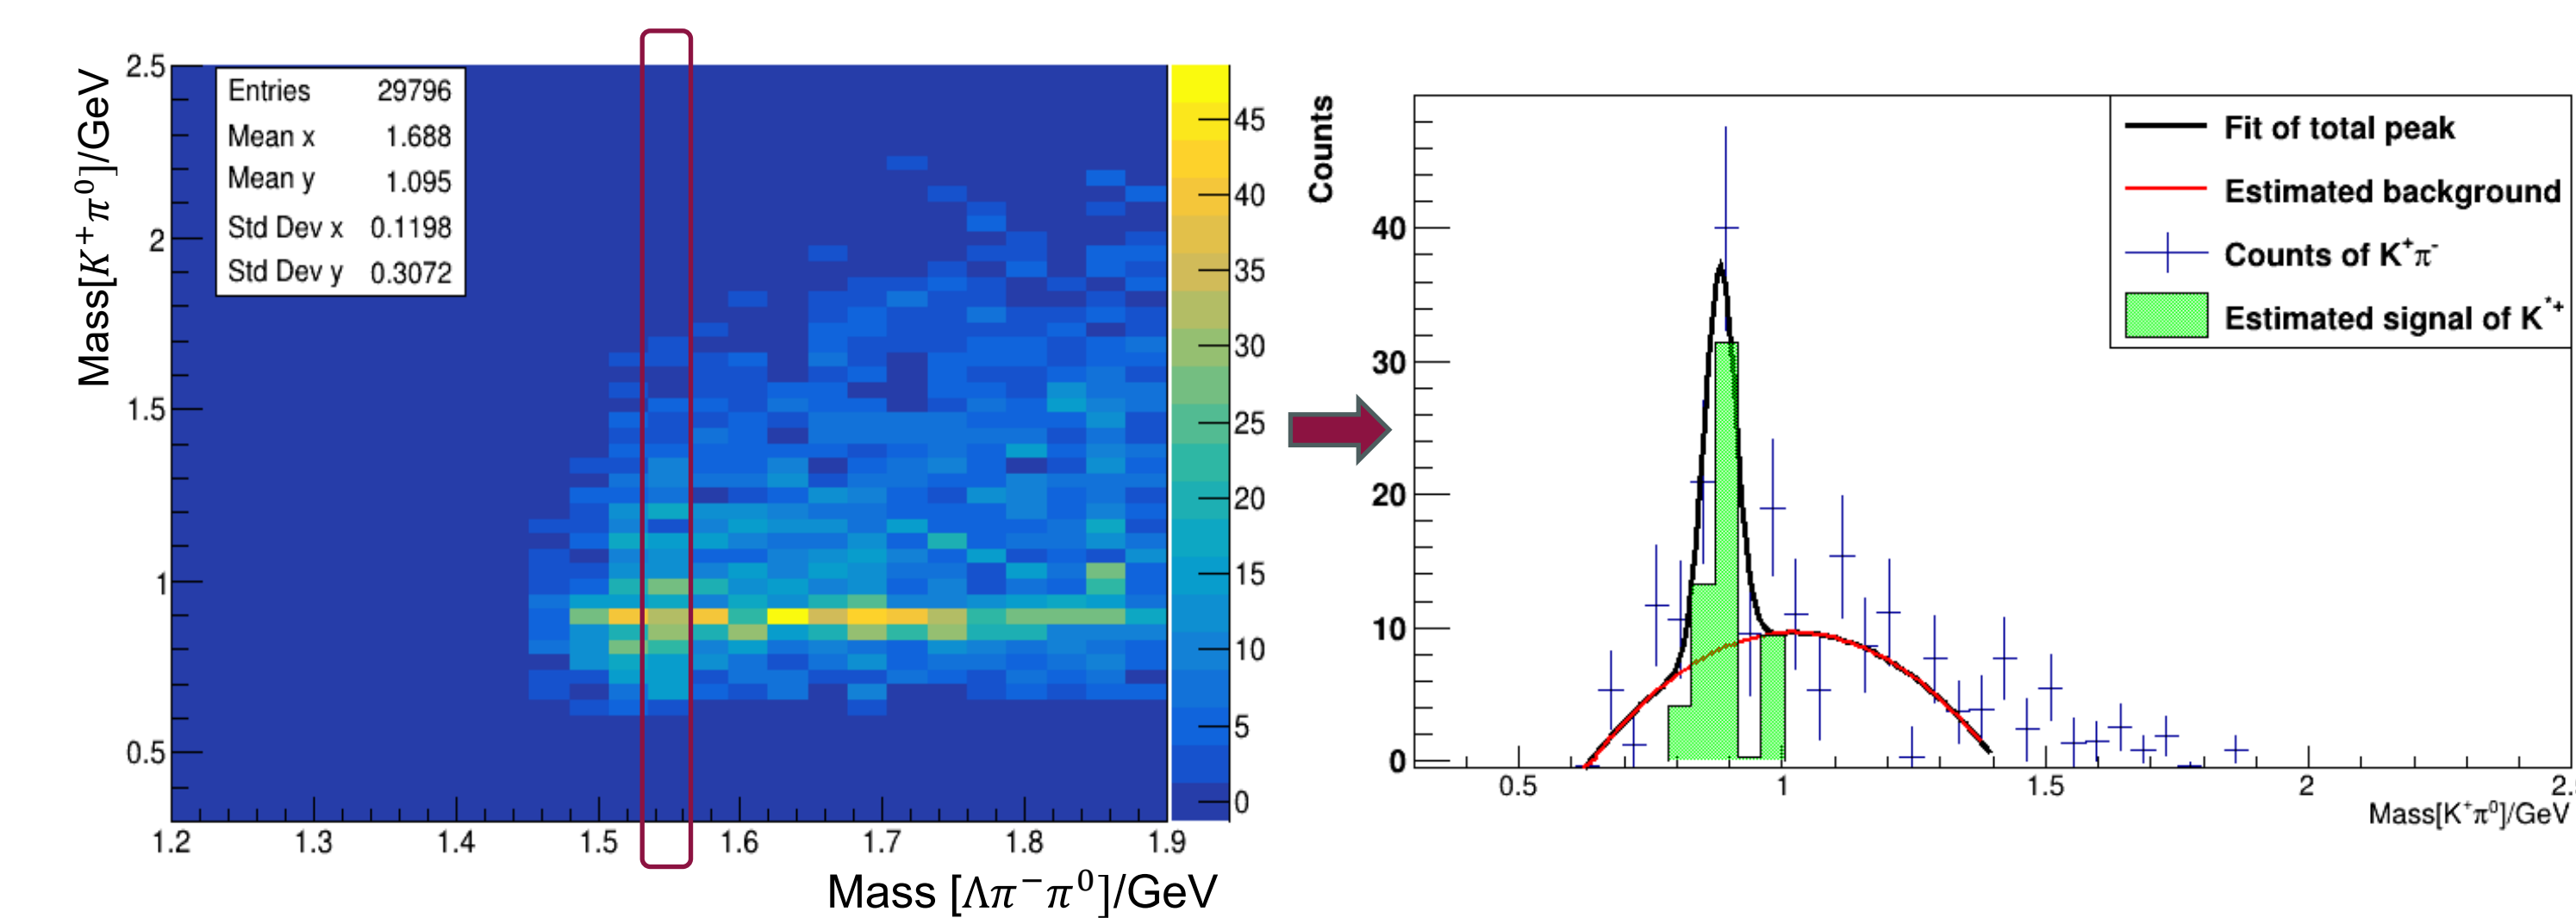 Mass[K⁺π⁰]/GeV
2.5
2
1.5
1
0.5
Entries 29796
Mean x 1.688
Mean y 1.095
Std Dev x 0.1198
Std Dev y 0.3072
1.2 1.3 1.4 1.5 1.6 1.7 1.8 1.9
Mass [Λπ⁻π⁰]/GeV
45
40
35
30
25
20
15
10
5
0
Counts
40
30
20
10
0
Fit of total peak
Estimated background
Counts of K⁺π⁻
Estimated signal of K*⁺
0.5 1 1.5 2 2.
Mass[K⁺π⁰]/GeV